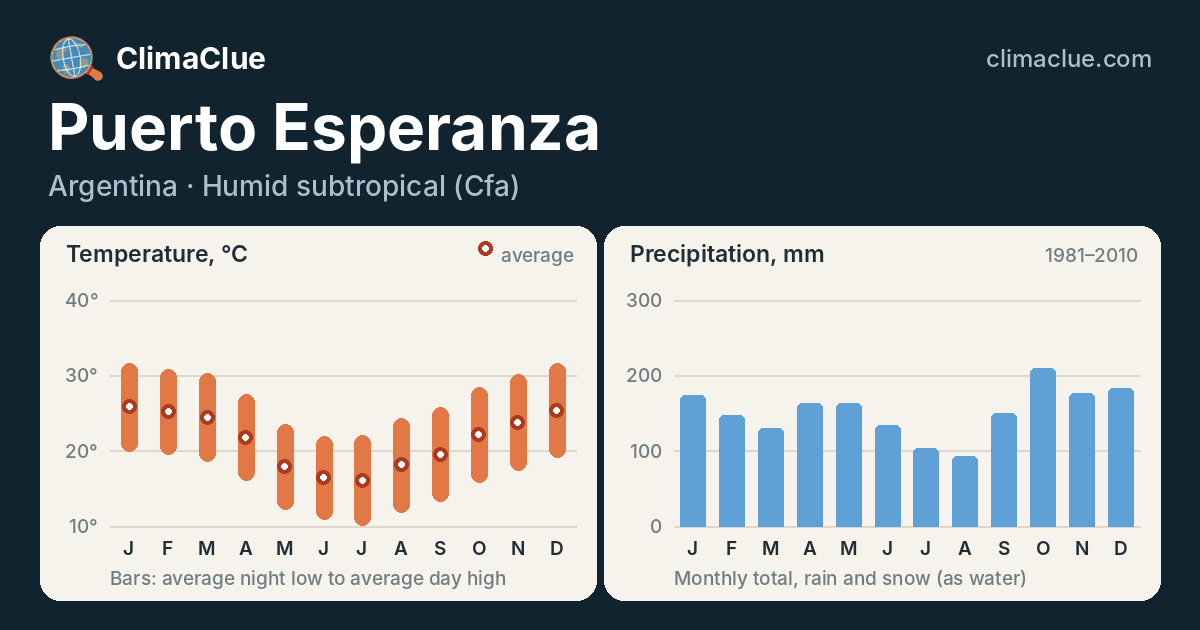 ClimaClue
climaclue.com
Puerto Esperanza
Argentina · Humid subtropical (Cfa)
Temperature, °C
average
40°
30°
20°
10°
J F M A M J J A S O N D
Bars: average night low to average day high
Precipitation, mm
1981–2010
300
200
100
0
J F M A M J J A S O N D
Monthly total, rain and snow (as water)